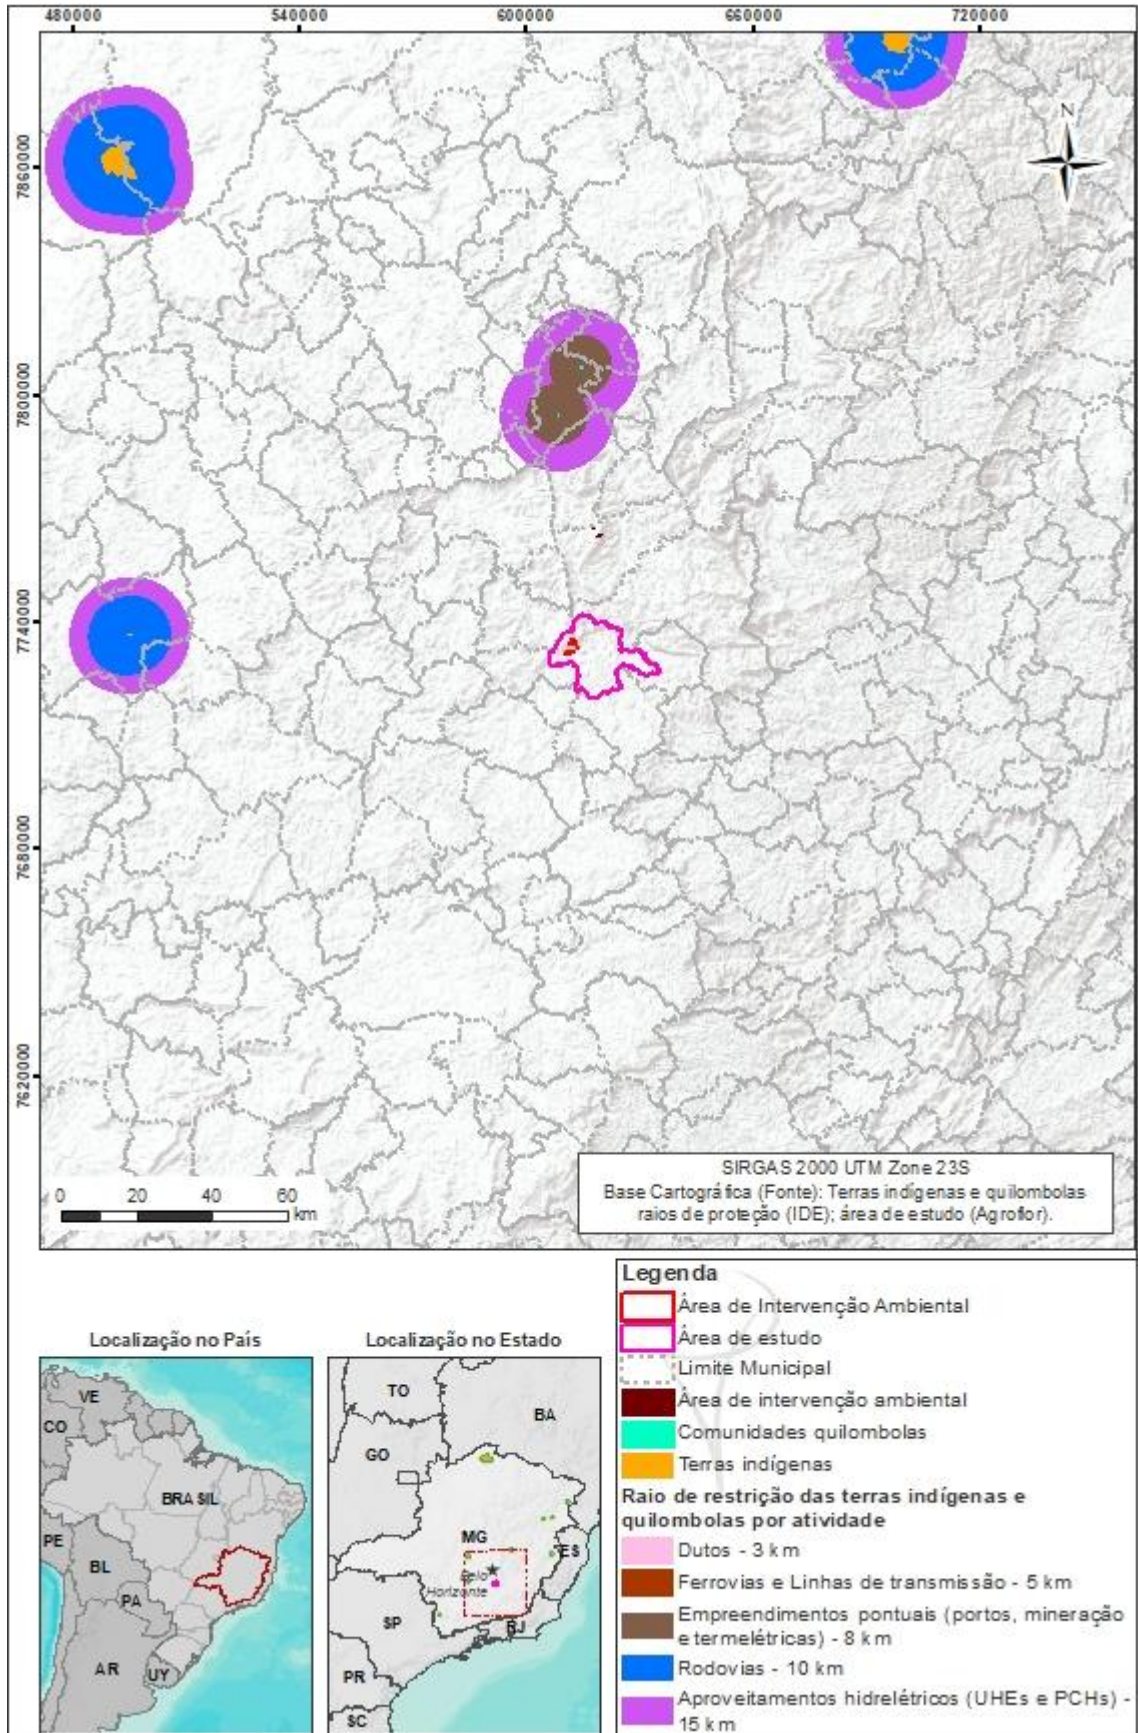 480000
540000
600000
660000
720000
N
7860000
7800000
7740000
7680000
7620000
0 20 40 60
km
SIRGAS 2000 UTM Zone 23S
Base Cartográfica (Fonte): Terras indígenas e quilombolas
raios de proteção (IDE); área de estudo (Agroflor).
Localização no País
VE
CO
BRASIL
PE
BL
PA
AR
UY
Localização no Estado
TO
BA
GO
MG
ES
Belo
Horizonte
SP
RJ
PR
SC
Legenda
Área de Intervenção Ambiental
Área de estudo
Limite Municipal
Área de intervenção ambiental
Comunidades quilombolas
Terras indígenas
Raio de restrição das terras indígenas e
quilombolas por atividade
Dutos - 3 km
Ferrovias e Linhas de transmissão - 5 km
Empreendimentos pontuais (portos, mineração
e termelétricas) - 8 km
Rodovias - 10 km
Aproveitamentos hidrelétricos (UHEs e PCHs) -
15 km